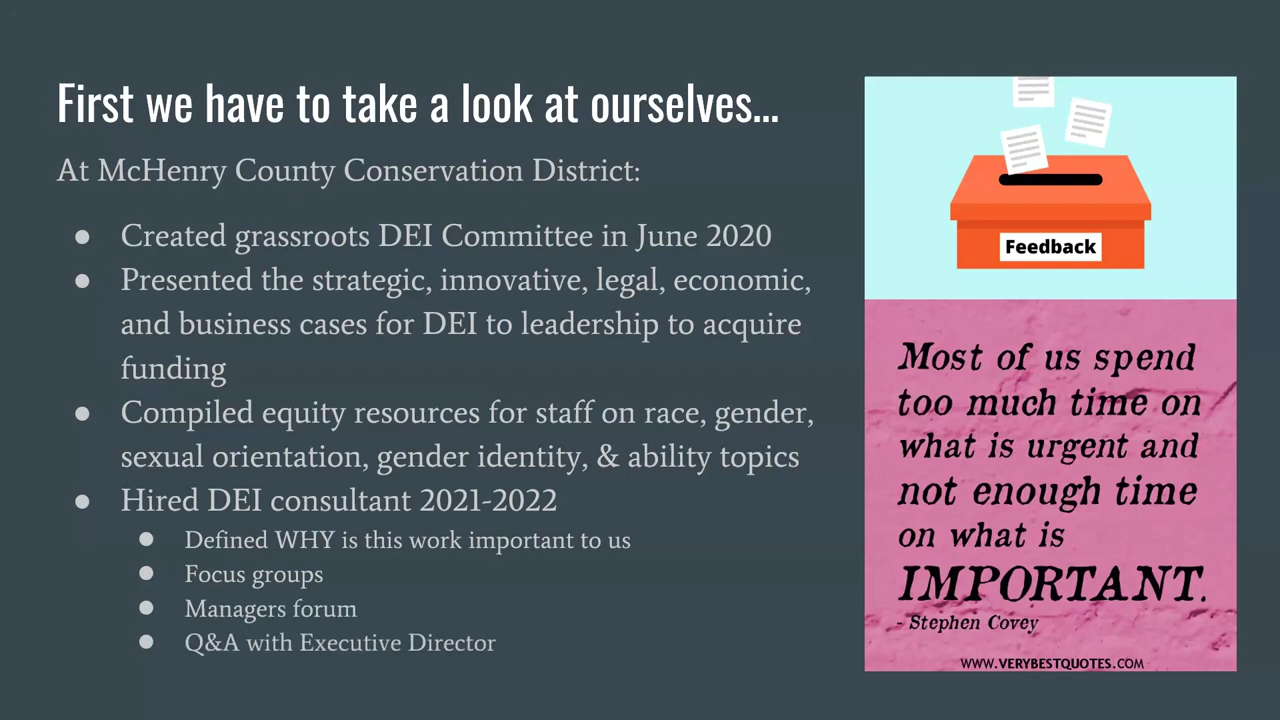 First we have to take a look at ourselves...
At McHenry County Conservation District:
● Created grassroots DEI Committee in June 2020
● Presented the strategic, innovative, legal, economic,
and business cases for DEI to leadership to acquire
funding
● Compiled equity resources for staff on race, gender,
sexual orientation, gender identity, & ability topics
● Hired DEI consultant 2021-2022
● Defined WHY is this work important to us
● Focus groups
● Managers forum
● Q&A with Executive Director
Feedback
Most of us spend
too much time on
what is urgent and
not enough time
on what is
IMPORTANT.
- Stephen Covey
WWW.VERYBESTQUOTES.COM